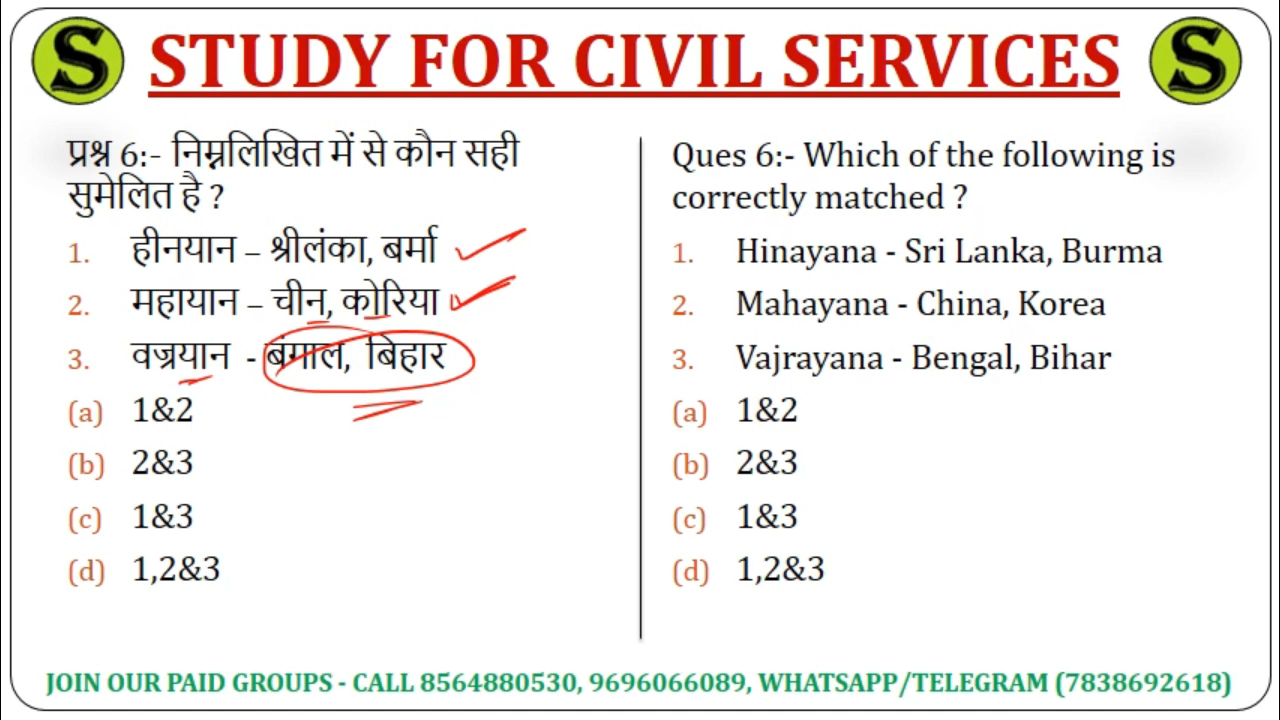 S STUDY FOR CIVIL SERVICES S
प्रश्न 6:- निम्नलिखित में से कौन सही
सुमेलित है ?
1. हीनयान – श्रीलंका, बर्मा
2. महायान – चीन, कोरिया
3. वज्रयान - बंगाल, बिहार
(a) 1&2
(b) 2&3
(c) 1&3
(d) 1,2&3
Ques 6:- Which of the following is
correctly matched ?
1. Hinayana - Sri Lanka, Burma
2. Mahayana - China, Korea
3. Vajrayana - Bengal, Bihar
(a) 1&2
(b) 2&3
(c) 1&3
(d) 1,2&3
JOIN OUR PAID GROUPS - CALL 8564880530, 9696066089, WHATSAPP/TELEGRAM (7838692618)